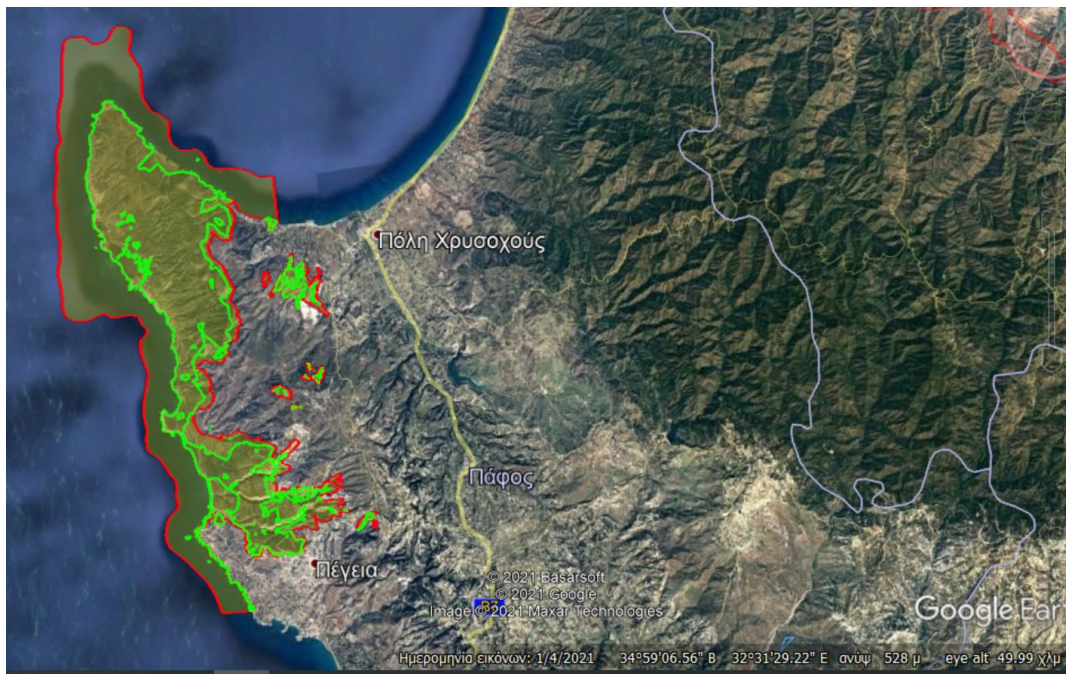 Πόλη Χρυσοχούς
Πάφος
Πέγεια
© 2021 Basarsoft
© 2021 Google
Image © 2021 Maxar Technologies
Google Ear
Ημερομηνία εικόνων: 1/4/2021 34°59'06.56" Β 32°31'29.22" Ε ανύψ 528 μ eye alt 49.99 χλμ